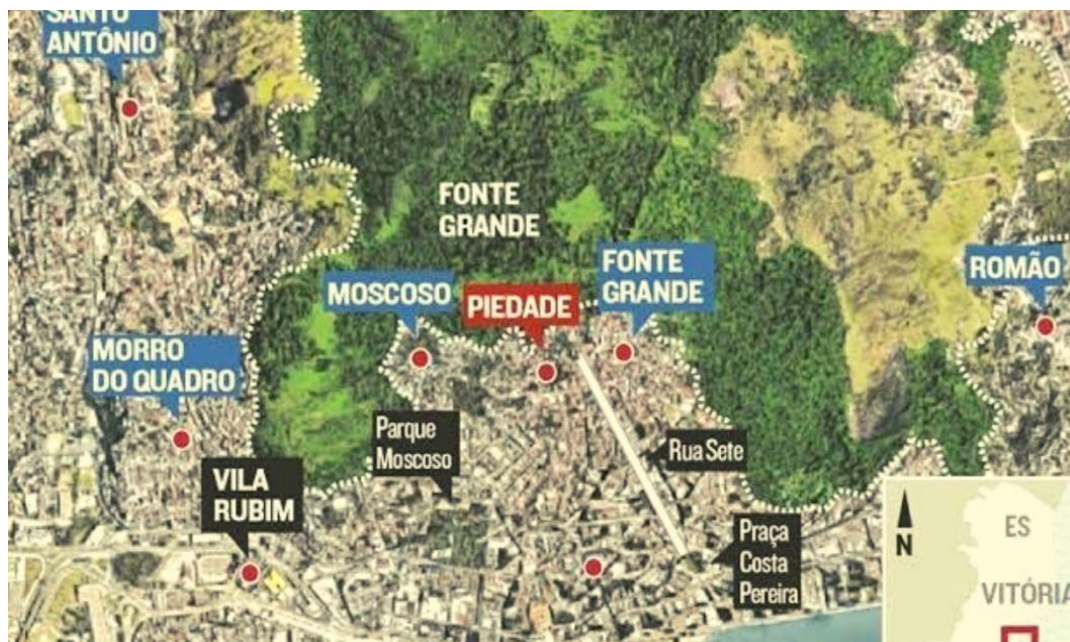 SANTO
ANTÔNIO
FONTE
GRANDE
MOSCOSO
PIEDADE
FONTE
GRANDE
ROMÃO
MORRO
DO QUADRO
Parque
Moscoso
Rua Sete
VILA
RUBIM
Praça
Costa
Pereira
N
ES
VITÓRIA